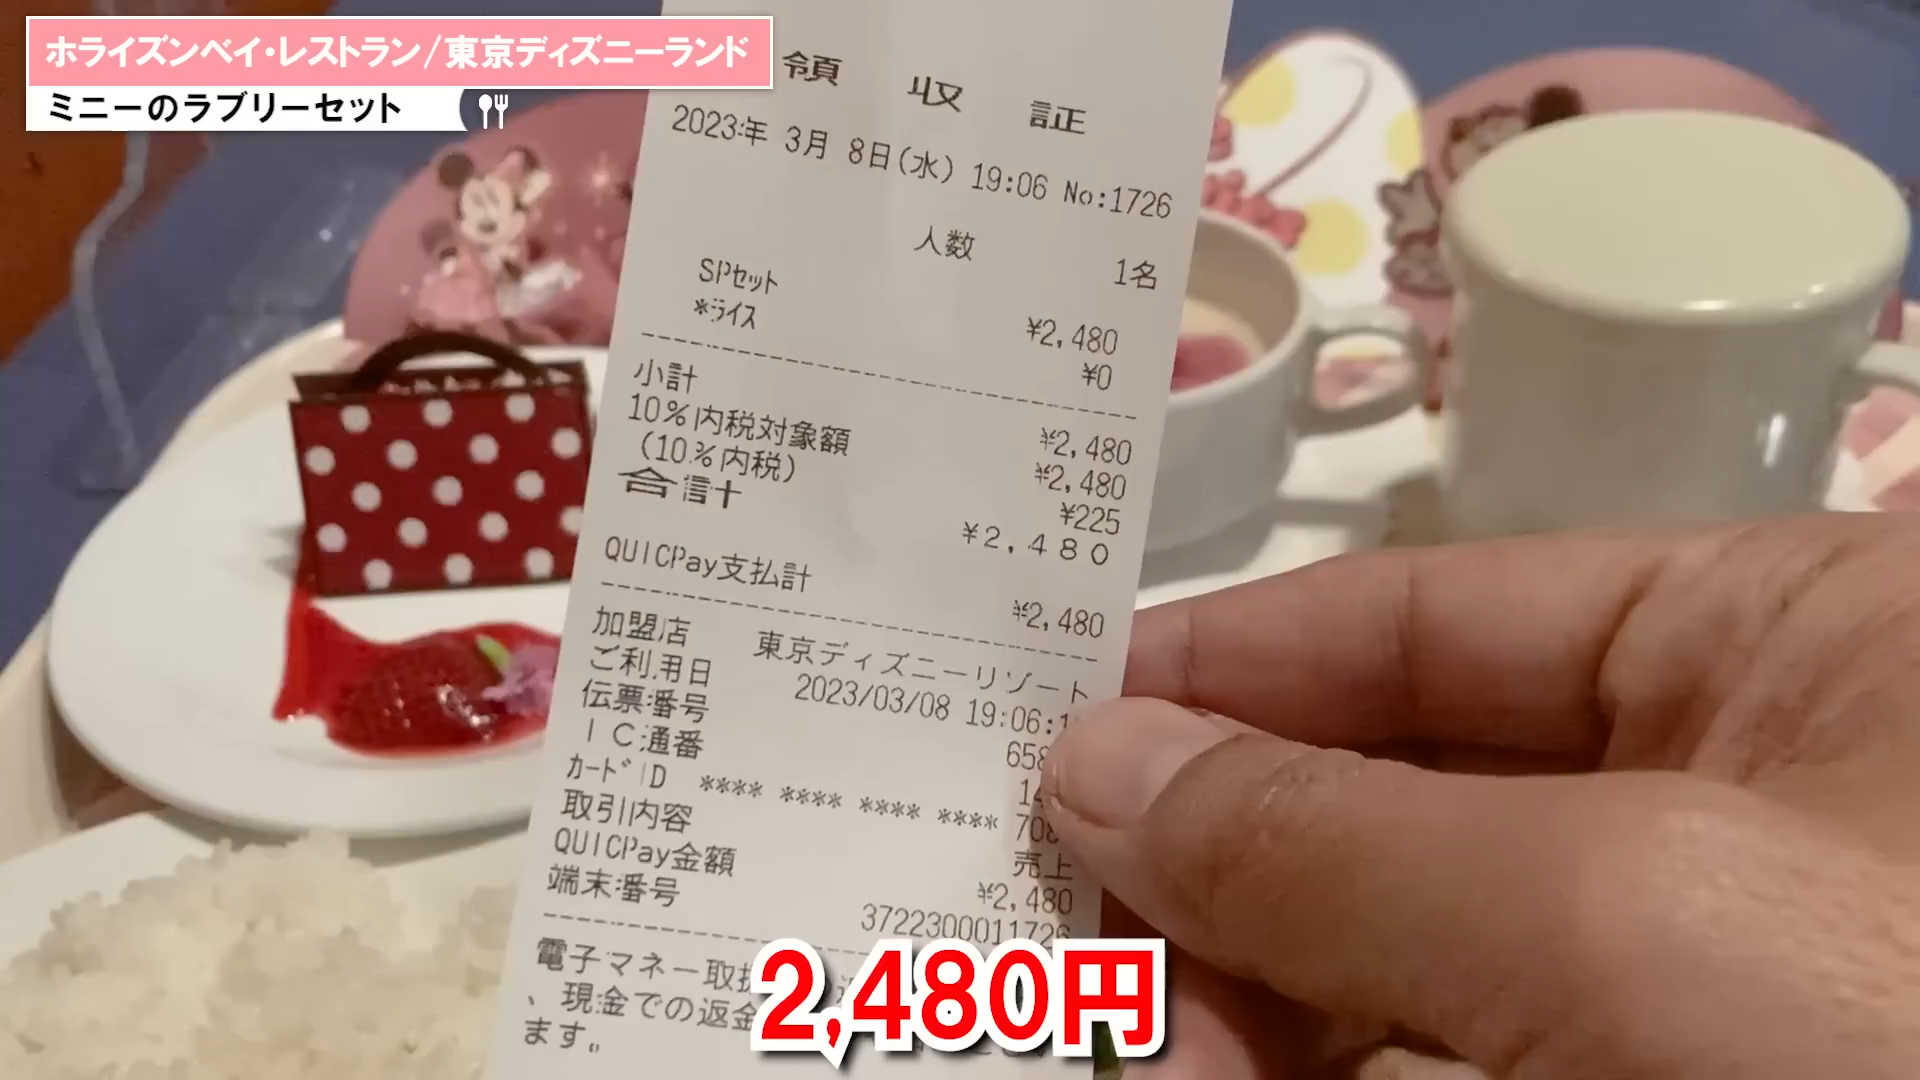 ホライズンベイ・レストラン/東京ディズニーランド
ミニーのラブリーセット
領 収 証
2023年 3月 8日(水) 19:06 No:1726
人数 1名
SPセット ¥2,480
*ライス ¥0
小計 ¥2,480
10%内税対象額 ¥2,480
(10.%内税) ¥225
合計 ¥2,480
QUICPay支払計 ¥2,480
加盟店 東京ディズニーリゾート
ご利用日 2023/03/08 19:06:1
伝票番号 658
IC通番 14
カードID **** **** **** **** 708
取引内容 売上
QUICPay金額 ¥2,480
端末番号 3722300011726
電子マネー取扱
、現金での返金
ます。
2,480円